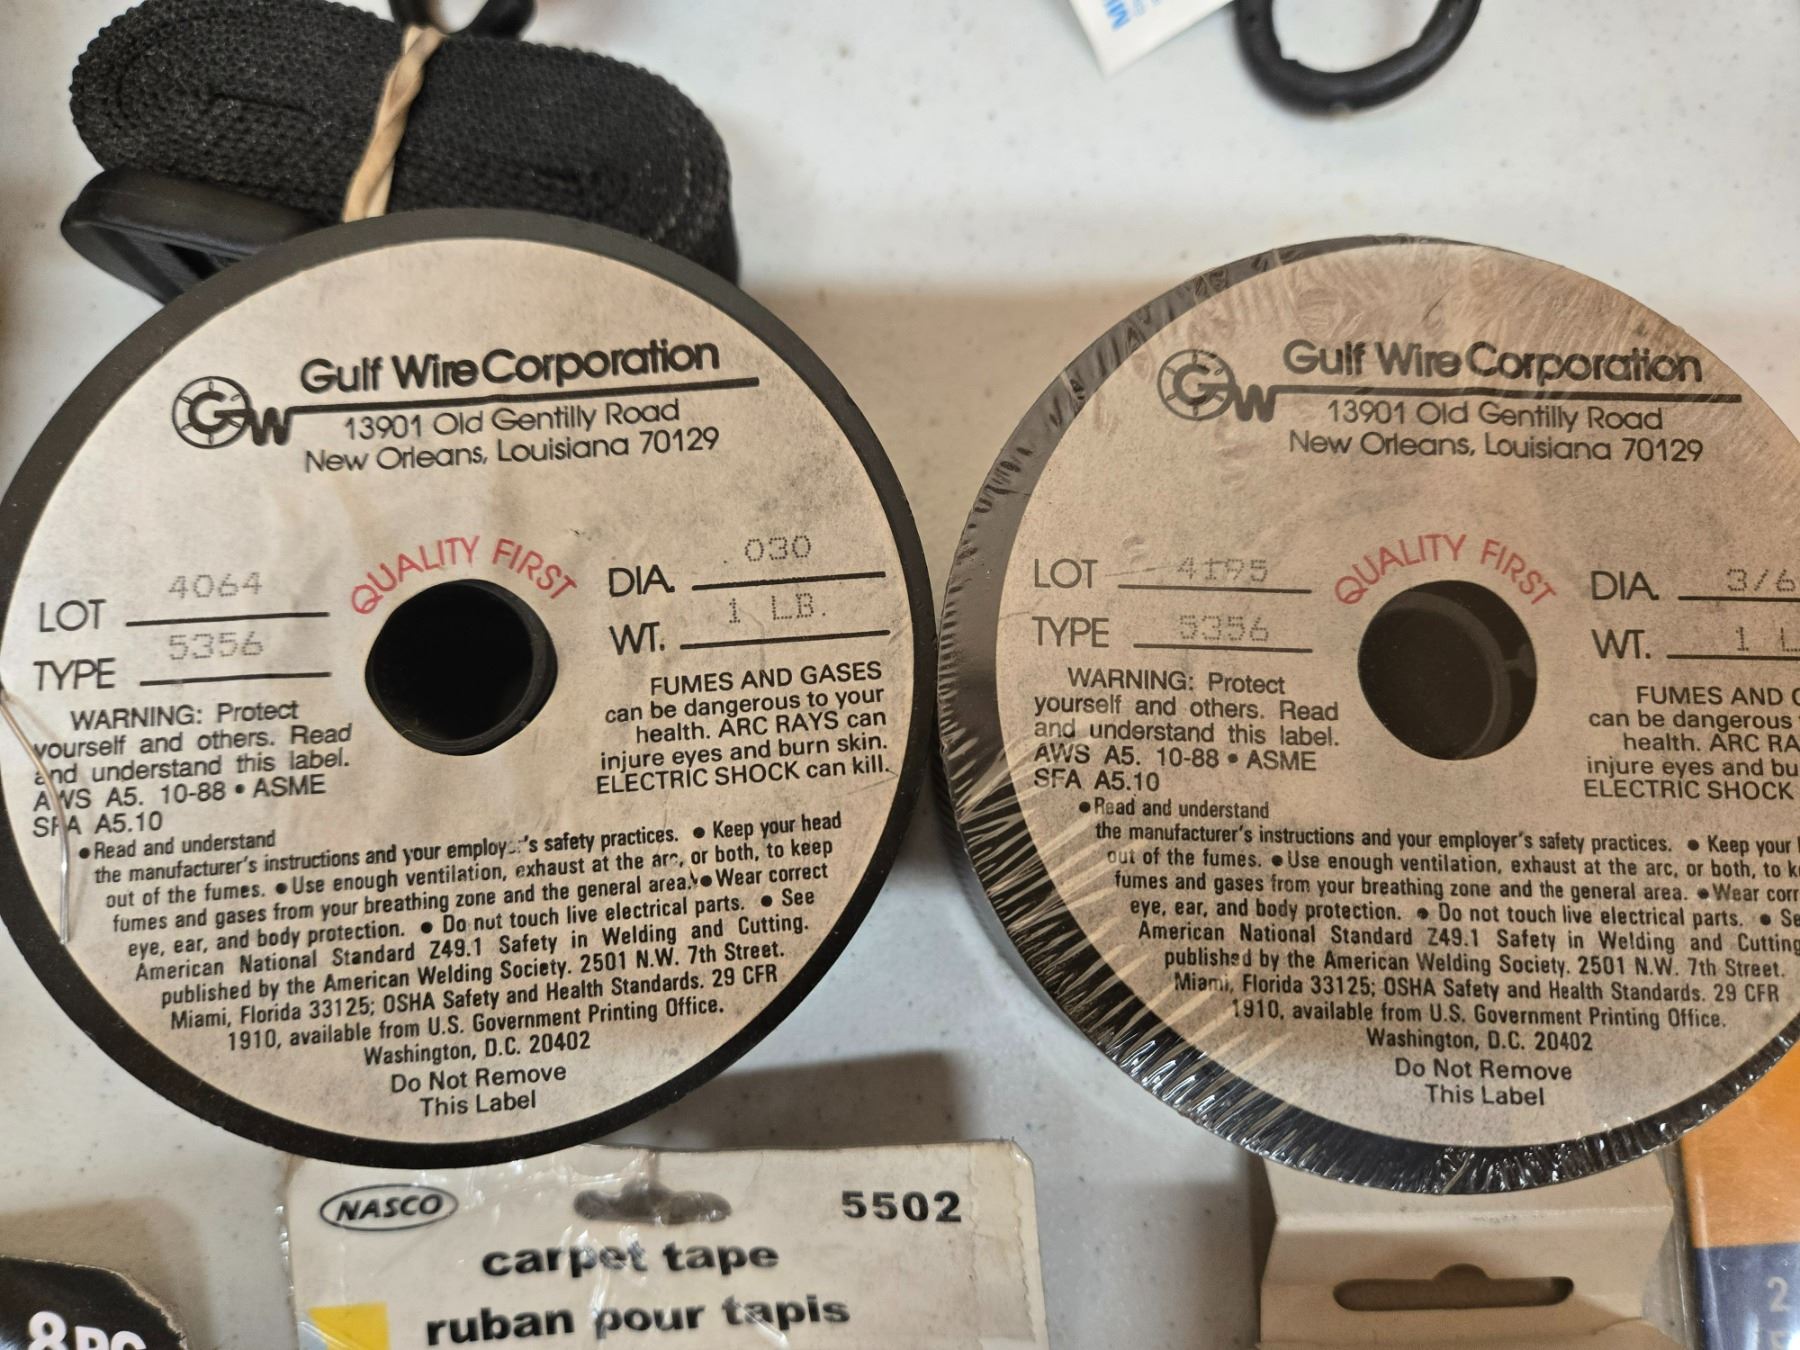 Gulf Wire Corporation
GW
13901 Old Gentilly Road
New Orleans, Louisiana 70129
QUALITY FIRST
LOT 4064
TYPE 5356
DIA. 030
WT. 1 LB.
WARNING: Protect
yourself and others. Read
and understand this label.
AWS A5. 10-88 • ASME
SFA A5.10
FUMES AND GASES
can be dangerous to your
health. ARC RAYS can
injure eyes and burn skin.
ELECTRIC SHOCK can kill.
• Read and understand
the manufacturer's instructions and your employer's safety practices. • Keep your head
out of the fumes. • Use enough ventilation, exhaust at the arc, or both, to keep
fumes and gases from your breathing zone and the general area. • Wear correct
eye, ear, and body protection. • Do not touch live electrical parts. • See
American National Standard Z49.1 Safety in Welding and Cutting.
published by the American Welding Society. 2501 N.W. 7th Street.
Miami, Florida 33125; OSHA Safety and Health Standards. 29 CFR
1910, available from U.S. Government Printing Office.
Washington, D.C. 20402
Do Not Remove
This Label
Gulf Wire Corporation
GW
13901 Old Gentilly Road
New Orleans, Louisiana 70129
QUALITY FIRST
LOT 4195
TYPE 5356
DIA. 3/6
WT. 1 L
WARNING: Protect
yourself and others. Read
and understand this label.
AWS A5. 10-88 • ASME
SFA A5.10
FUMES AND
can be dangerous
health. ARC
injure eyes and
ELECTRIC SHOCK
• Read and understand
the manufacturer's instructions and your employer's safety practices. • Keep your
out of the fumes. • Use enough ventilation, exhaust at the arc, or both, to
fumes and gases from your breathing zone and the general area. • Wear
eye, ear, and body protection. • Do not touch live electrical parts. •
American National Standard Z49.1 Safety in Welding and Cutting
published by the American Welding Society. 2501 N.W. 7th Street.
Miami, Florida 33125; OSHA Safety and Health Standards. 29 CFR
1910, available from U.S. Government Printing Office.
Washington, D.C. 20402
Do Not Remove
This Label
NASCO
5502
carpet tape
ruban pour tapis
8PC
2